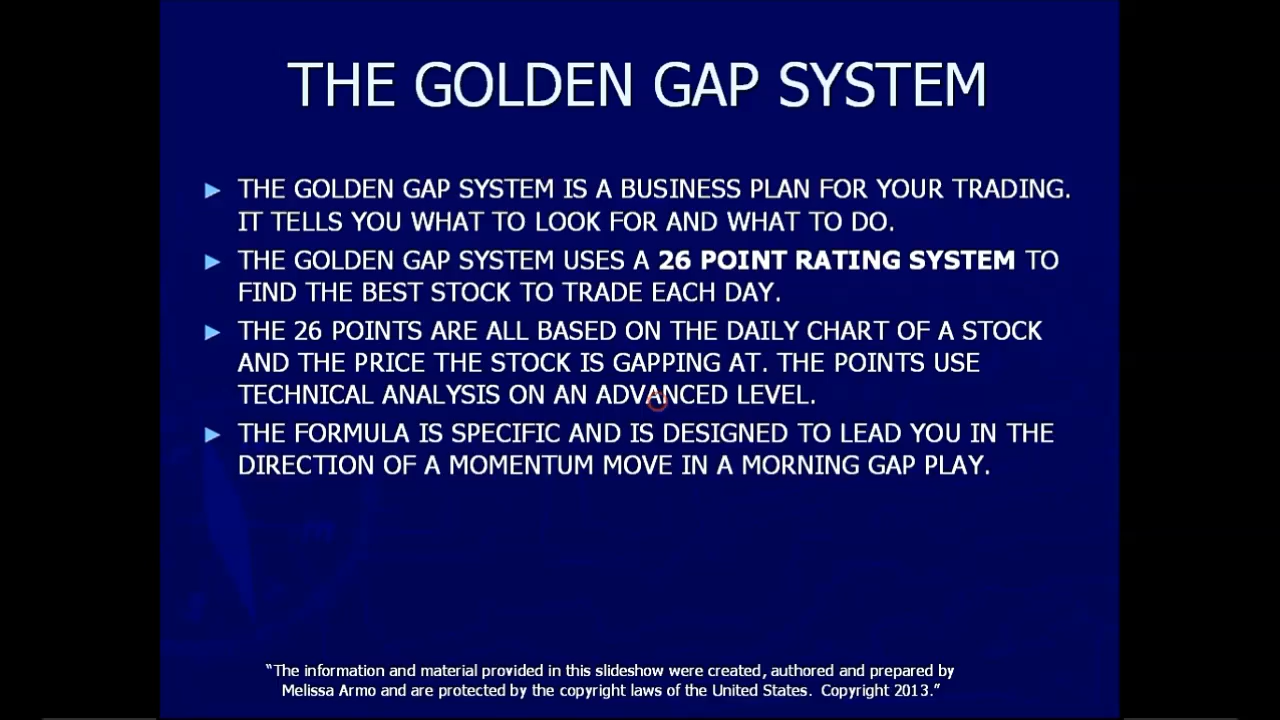 THE GOLDEN GAP SYSTEM
► THE GOLDEN GAP SYSTEM IS A BUSINESS PLAN FOR YOUR TRADING.
IT TELLS YOU WHAT TO LOOK FOR AND WHAT TO DO.
► THE GOLDEN GAP SYSTEM USES A 26 POINT RATING SYSTEM TO
FIND THE BEST STOCK TO TRADE EACH DAY.
► THE 26 POINTS ARE ALL BASED ON THE DAILY CHART OF A STOCK
AND THE PRICE THE STOCK IS GAPPING AT. THE POINTS USE
TECHNICAL ANALYSIS ON AN ADVANCED LEVEL.
► THE FORMULA IS SPECIFIC AND IS DESIGNED TO LEAD YOU IN THE
DIRECTION OF A MOMENTUM MOVE IN A MORNING GAP PLAY.
“The information and material provided in this slideshow were created, authored and prepared by
Melissa Armo and are protected by the copyright laws of the United States. Copyright 2013.”